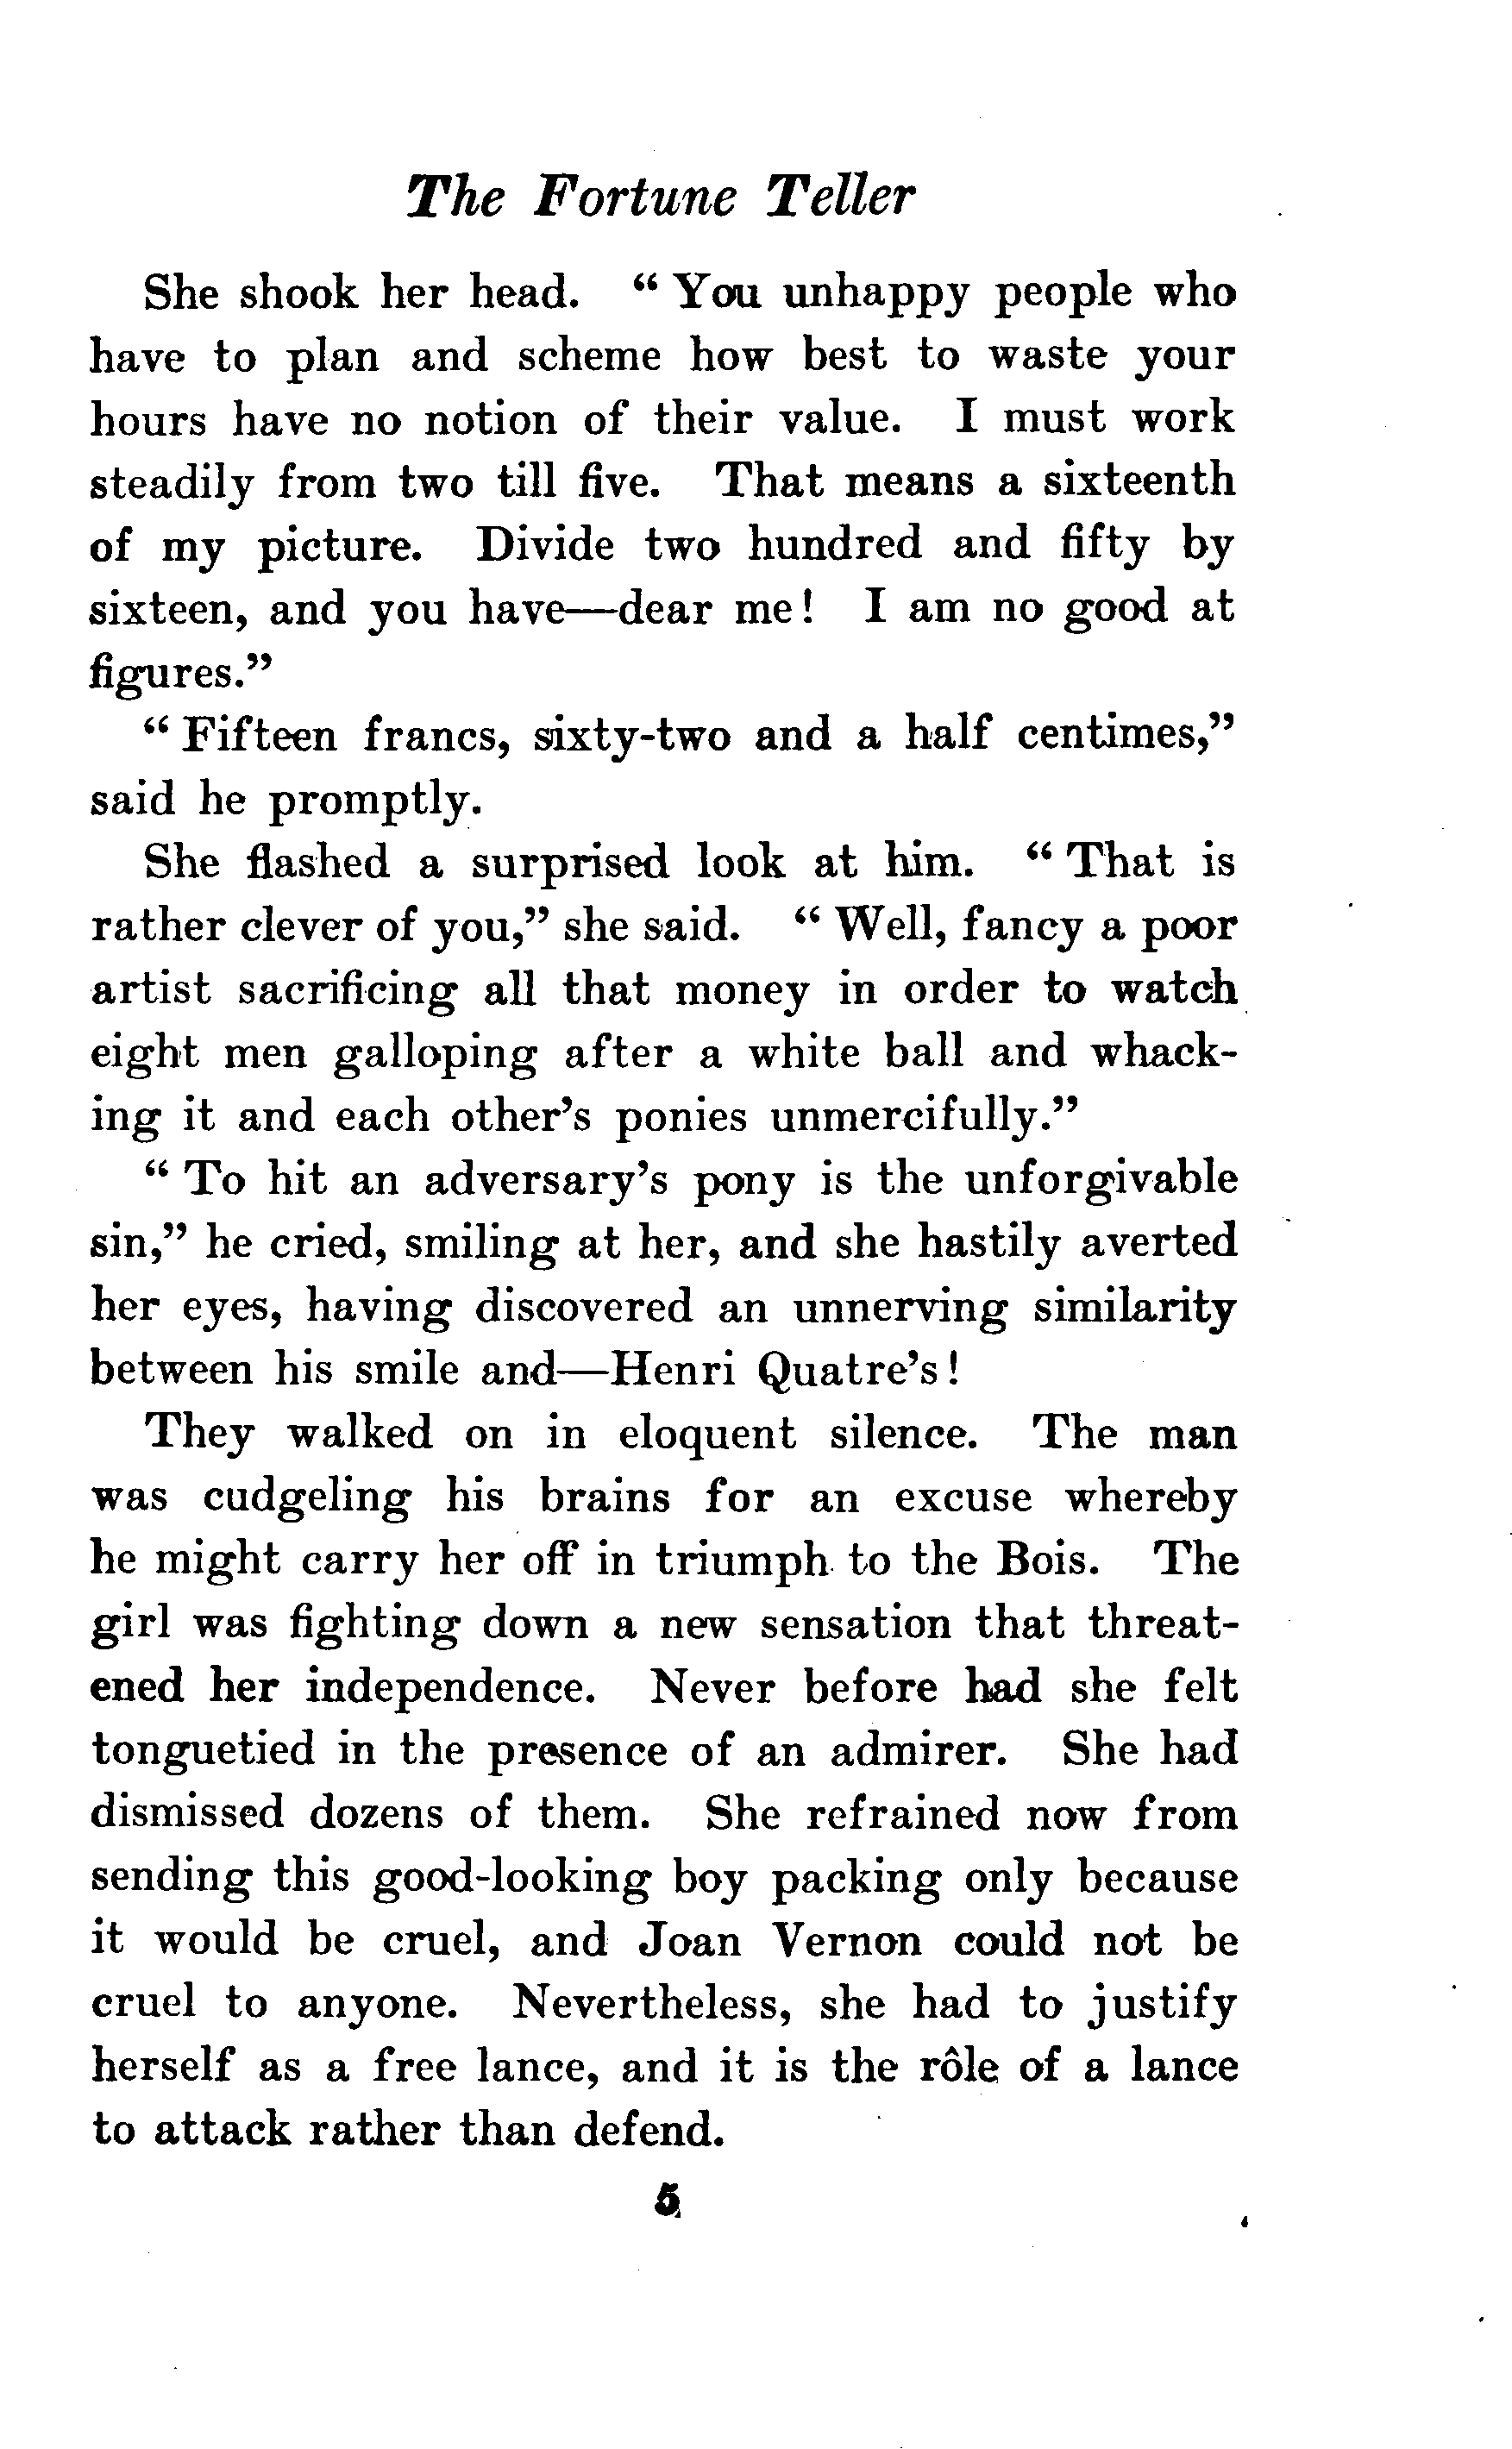 The Fortune Teller
She shook her head. “ You unhappy people who
have to plan and scheme how best to waste your
hours have no notion of their value. I must work
steadily from two till five. That means a sixteenth
of my picture. Divide two hundred and fifty by
sixteen, and you have—dear me! I am no good at
figures.”
“ Fifteen francs, sixty-two and a half centimes,”
said he promptly.
She flashed a surprised look at him. “ That is
rather clever of you,” she said. “ Well, fancy a poor
artist sacrificing all that money in order to watch
eight men galloping after a white ball and whack-
ing it and each other’s ponies unmercifully.”
“ To hit an adversary’s pony is the unforgivable
sin,” he cried, smiling at her, and she hastily averted
her eyes, having discovered an unnerving similarity
between his smile and—Henri Quatre’s!
They walked on in eloquent silence. The man
was cudgeling his brains for an excuse whereby
he might carry her off in triumph to the Bois. The
girl was fighting down a new sensation that threat-
ened her independence. Never before had she felt
tonguetied in the presence of an admirer. She had
dismissed dozens of them. She refrained now from
sending this good-looking boy packing only because
it would be cruel, and Joan Vernon could not be
cruel to anyone. Nevertheless, she had to justify
herself as a free lance, and it is the rôle of a lance
to attack rather than defend.
5